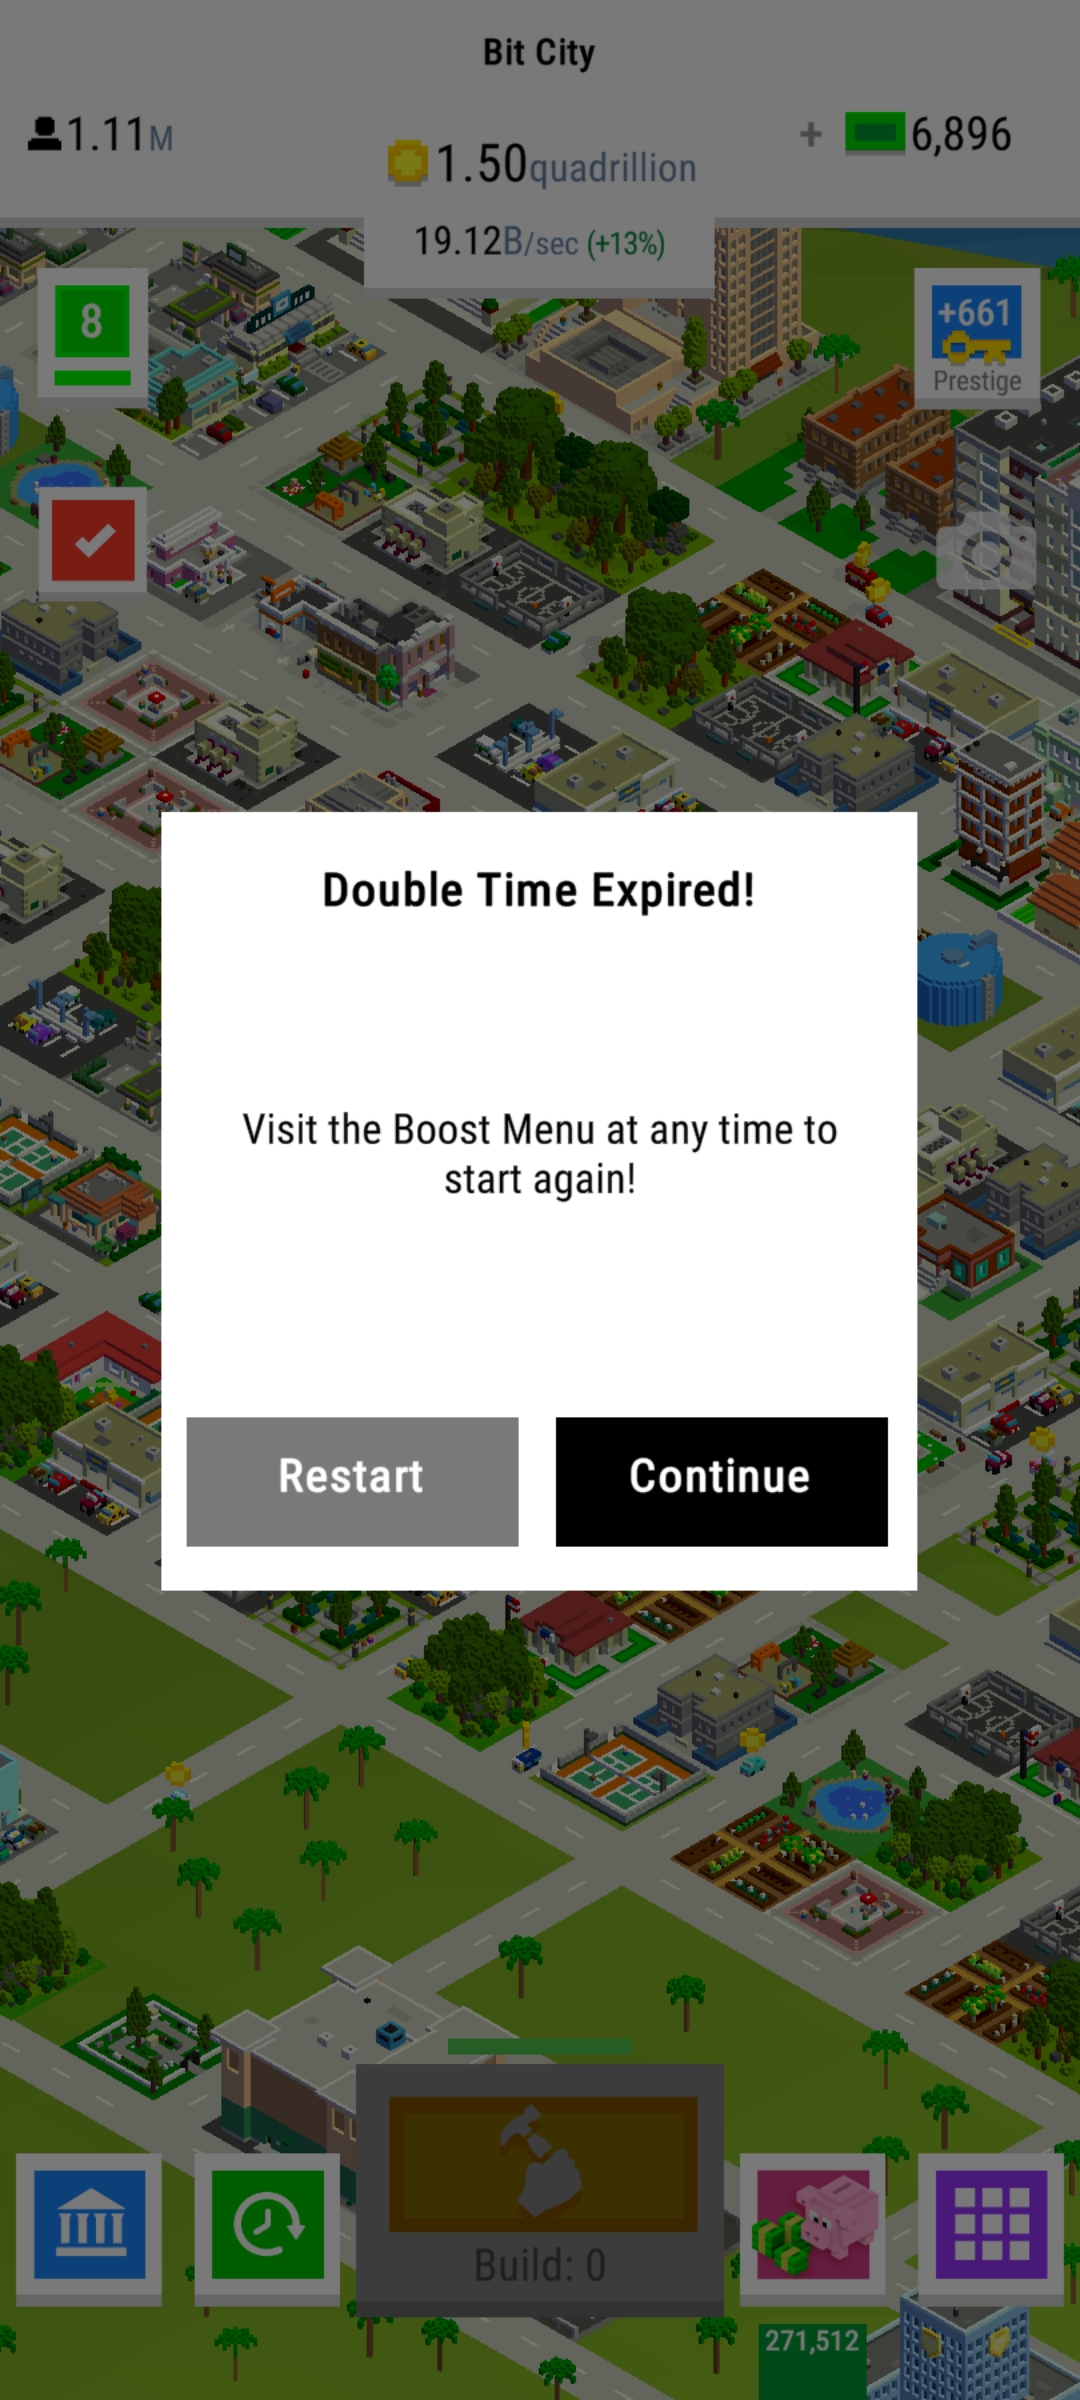 Bit City
1.11M
1.50quadrillion
+ 6,896
19.12B/sec (+13%)
8
+661
Prestige
Double Time Expired!
Visit the Boost Menu at any time to
start again!
Restart
Continue
Build: 0
271,512